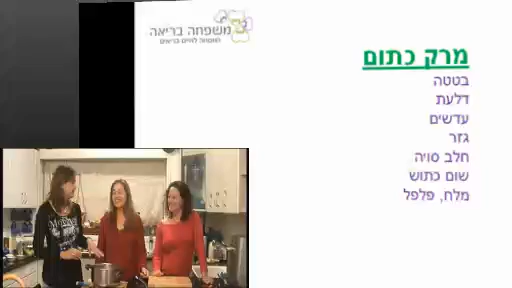 משפחה בריאה
מרק כתום
בטטה
דלעת
עדשים
גזר
חלב סויה
שום כתוש
מלח, פלפל